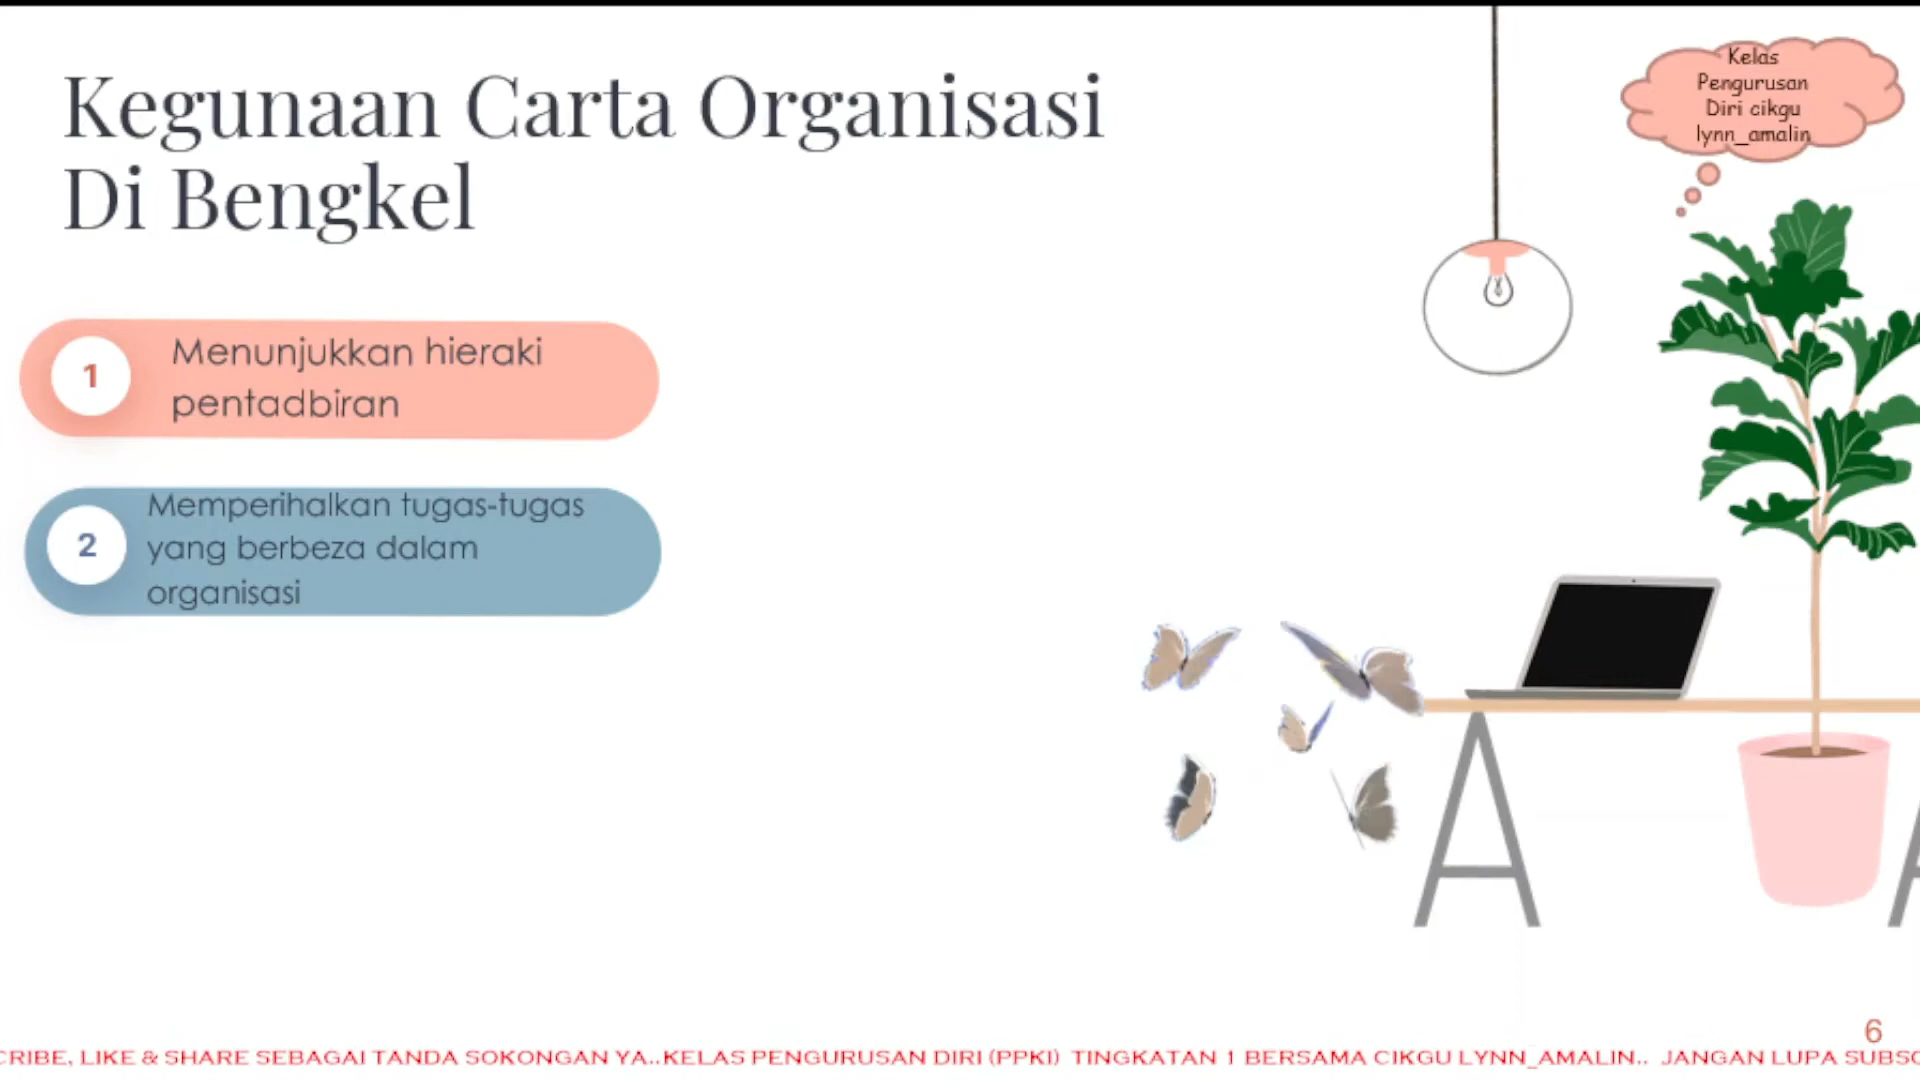 Kegunaan Carta Organisasi
Di Bengkel
Kelas
Pengurusan
Diri cikgu
lynn_amalin
1
Menunjukkan hieraki
pentadbiran
2
Memperihalkan tugas-tugas
yang berbeza dalam
organisasi
6
CRIBE, LIKE & SHARE SEBAGAI TANDA SOKONGAN YA..KELAS PENGURUSAN DIRI (PPKI) TINGKATAN 1 BERSAMA CIKGU LYNN_AMALIN.. JANGAN LUPA SUBSC